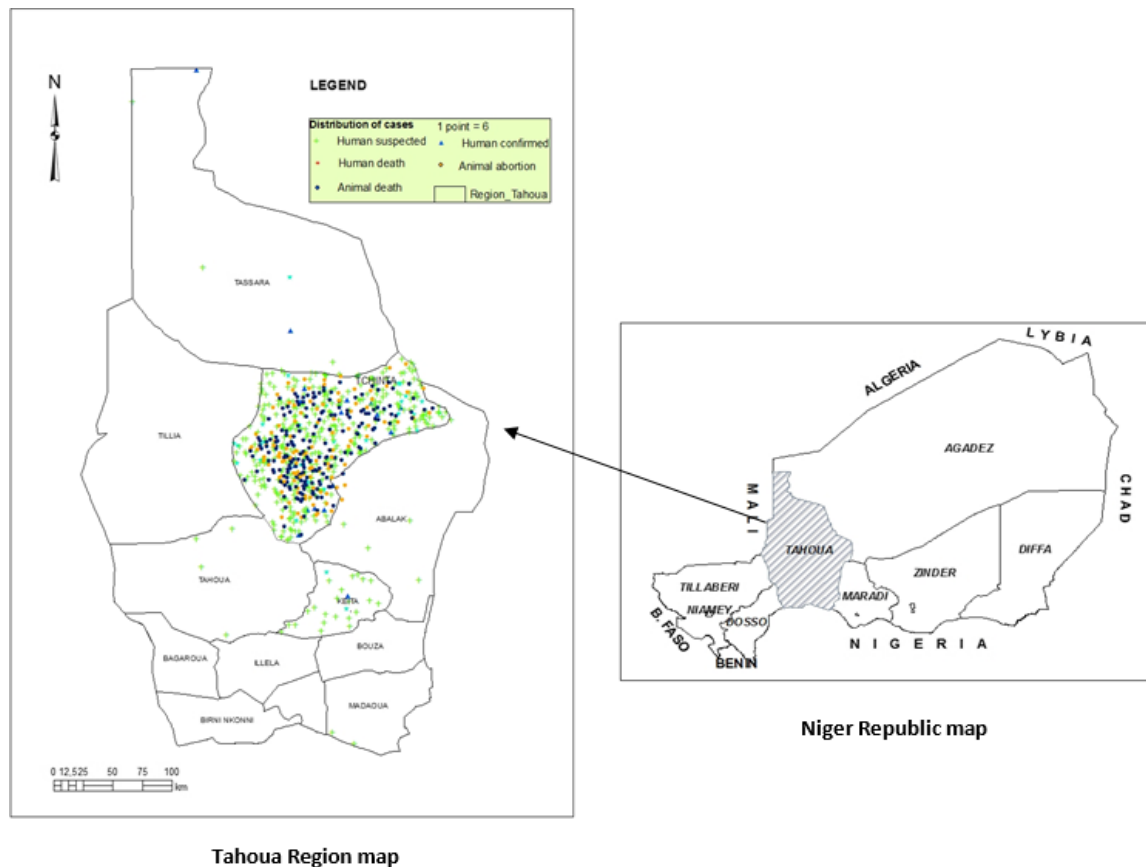 N
LEGEND
Distribution of cases 1 point = 6
Human suspected Human confirmed
Human death Animal abortion
Animal death Region_Tahoua
TASSARA
TCHINTA
TILLIA
ABALAK
TAHOUA
KEITA
BAGAROUA
ILLELA
BOUZA
BIRNI NKONNI
MADAOUA
0 12,525 50 75 100
km
Tahoua Region map
LYBIA
ALGERIA
AGADEZ
MALI
CHAD
TAHOUA
DIFFA
ZINDER
TILLABERI
MARADI
NIAMEY
DOSSO
B. FASO
NIGERIA
BENIN
Niger Republic map